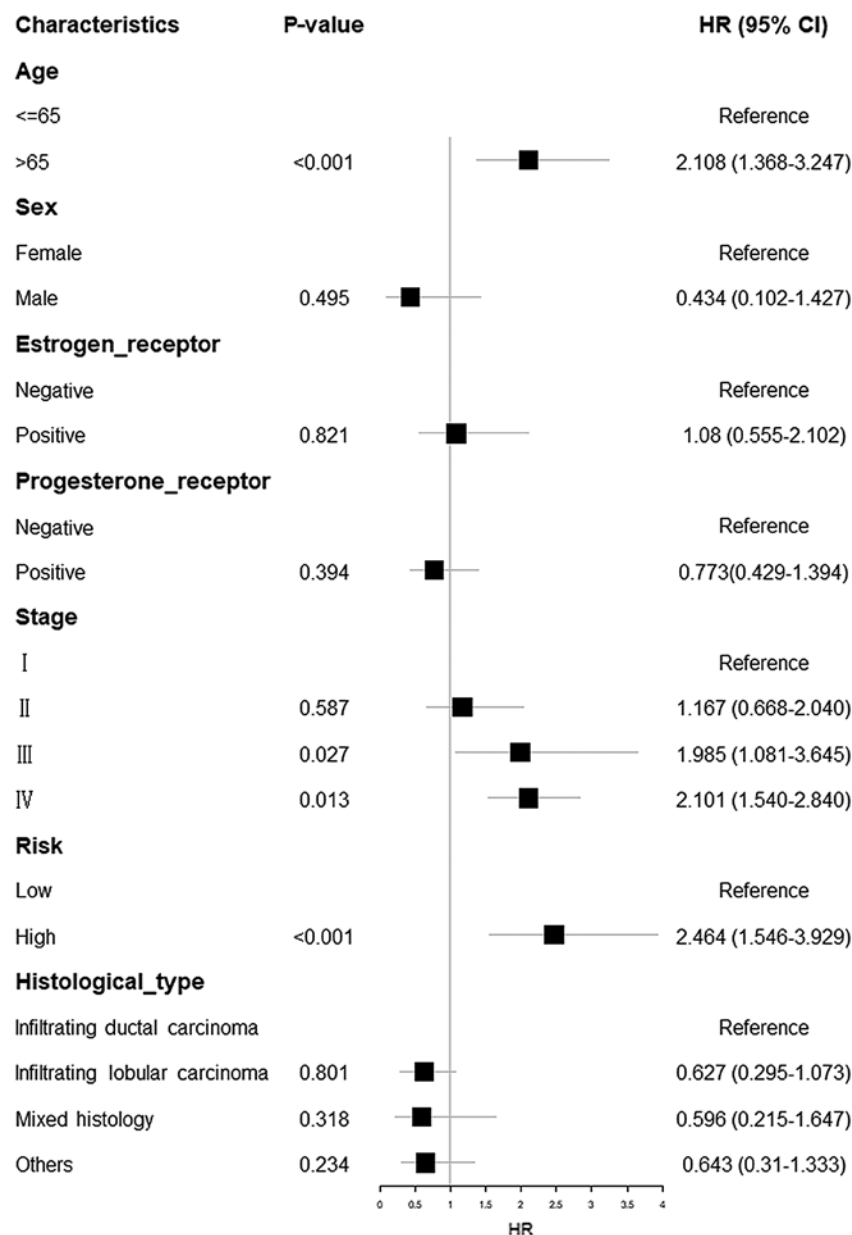 Characteristics P-value HR (95% CI)
Age
<=65 Reference
>65 <0.001 2.108 (1.368-3.247)
Sex
Female Reference
Male 0.495 0.434 (0.102-1.427)
Estrogen_receptor
Negative Reference
Positive 0.821 1.08 (0.555-2.102)
Progesterone_receptor
Negative Reference
Positive 0.394 0.773(0.429-1.394)
Stage
Ⅰ Reference
Ⅱ 0.587 1.167 (0.668-2.040)
Ⅲ 0.027 1.985 (1.081-3.645)
Ⅳ 0.013 2.101 (1.540-2.840)
Risk
Low Reference
High <0.001 2.464 (1.546-3.929)
Histological_type
Infiltrating ductal carcinoma Reference
Infiltrating lobular carcinoma 0.801 0.627 (0.295-1.073)
Mixed histology 0.318 0.596 (0.215-1.647)
Others 0.234 0.643 (0.31-1.333)
0 0.5 1 1.5 2 2.5 3 3.5 4
HR